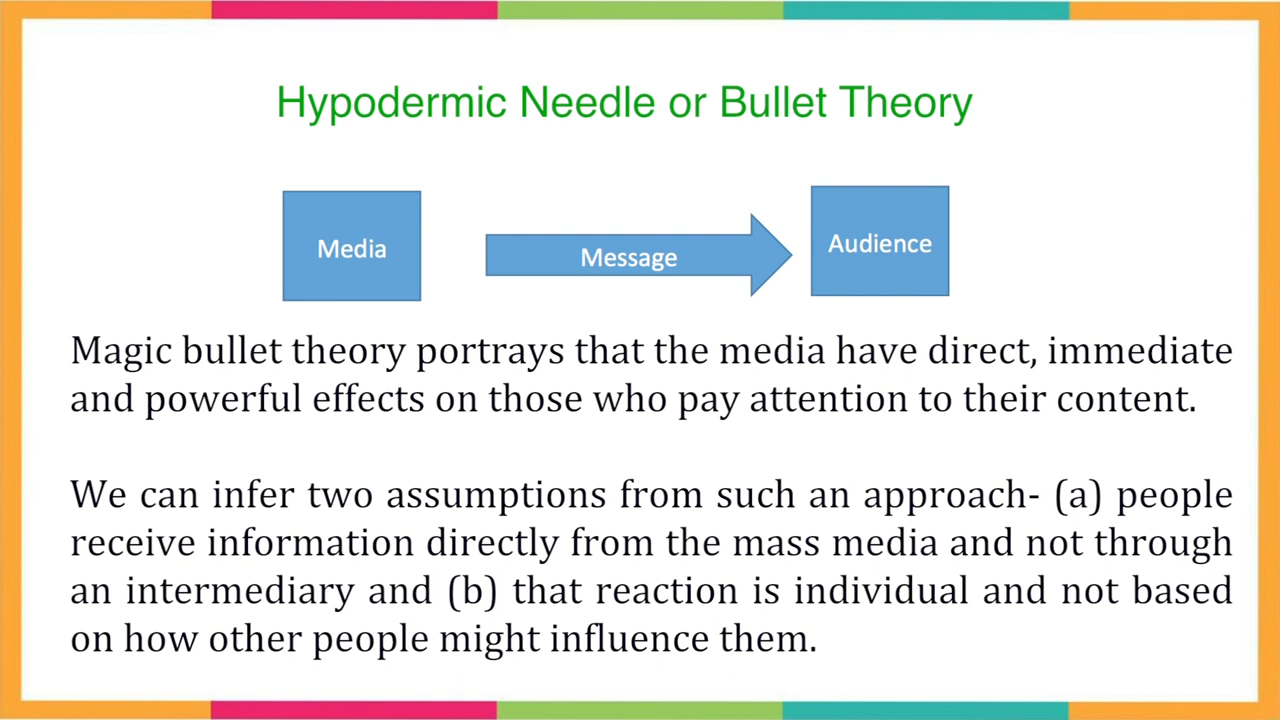 Hypodermic Needle or Bullet Theory
Media
Message
Audience
Magic bullet theory portrays that the media have direct, immediate
and powerful effects on those who pay attention to their content.
We can infer two assumptions from such an approach- (a) people
receive information directly from the mass media and not through
an intermediary and (b) that reaction is individual and not based
on how other people might influence them.